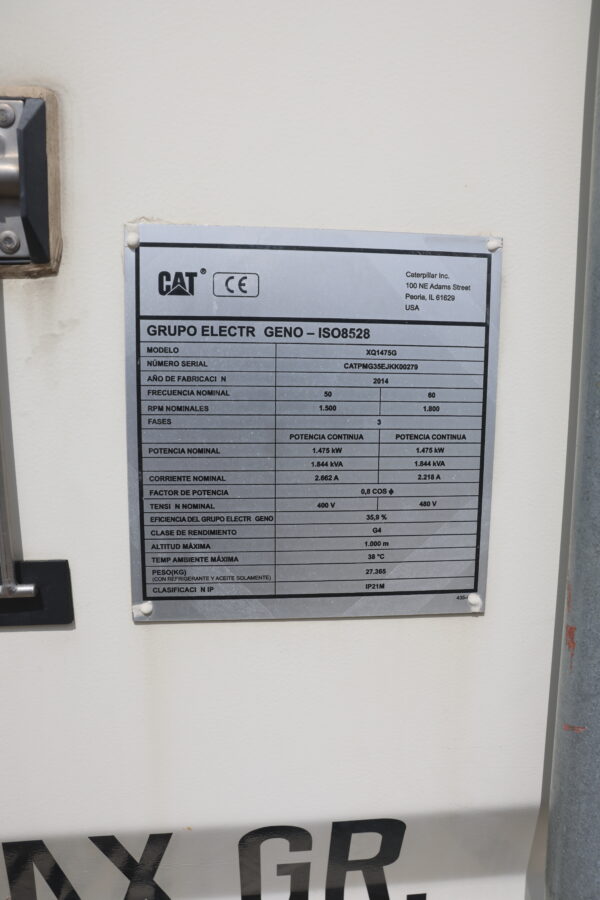 CAT® CE
Caterpillar Inc.
100 NE Adams Street
Peoria, IL 61629
USA
GRUPO ELECTR GENO – ISO8528
MODELO XQ1475G
NÚMERO SERIAL CATPMG35EJKK00279
AÑO DE FABRICACI N 2014
FRECUENCIA NOMINAL 50 60
RPM NOMINALES 1.500 1.800
FASES 3
POTENCIA CONTINUA POTENCIA CONTINUA
POTENCIA NOMINAL 1.475 kW 1.475 kW
1.844 kVA 1.844 kVA
CORRIENTE NOMINAL 2.662 A 2.218 A
FACTOR DE POTENCIA 0,8 COS ϕ
TENSI N NOMINAL 400 V 480 V
EFICIENCIA DEL GRUPO ELECTR GENO 35,9 %
CLASE DE RENDIMIENTO G4
ALTITUD MÁXIMA 1.000 m
TEMP AMBIENTE MÁXIMA 38 °C
PESO(KG) 27.365
(CON REFRIGERANTE Y ACEITE SOLAMENTE)
CLASIFICACI N IP IP21M
AX GR.